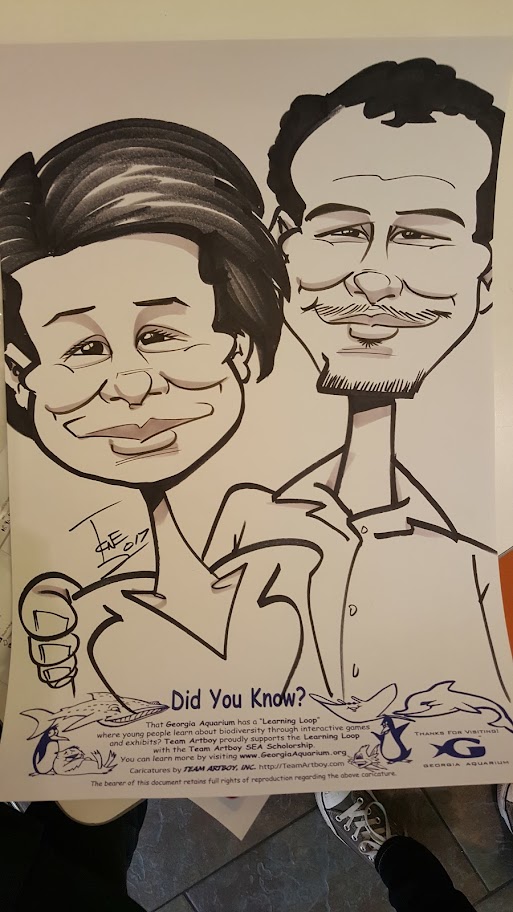 Did You Know?
That Georgia Aquarium has a "Learning Loop"
where young people learn about biodiversity through interactive games
and exhibits? Team Artboy proudly supports the Learning Loop
with the Team Artboy SEA Scholorship.
You can learn more by visiting www.GeorgiaAquarium.org
Caricatures by TEAM ARTBOY, INC. http://TeamArtboy.com
The bearer of this document retains full rights of reproduction regarding the above caricature.
THANKS FOR VISITING!
GEORGIA AQUARIUM